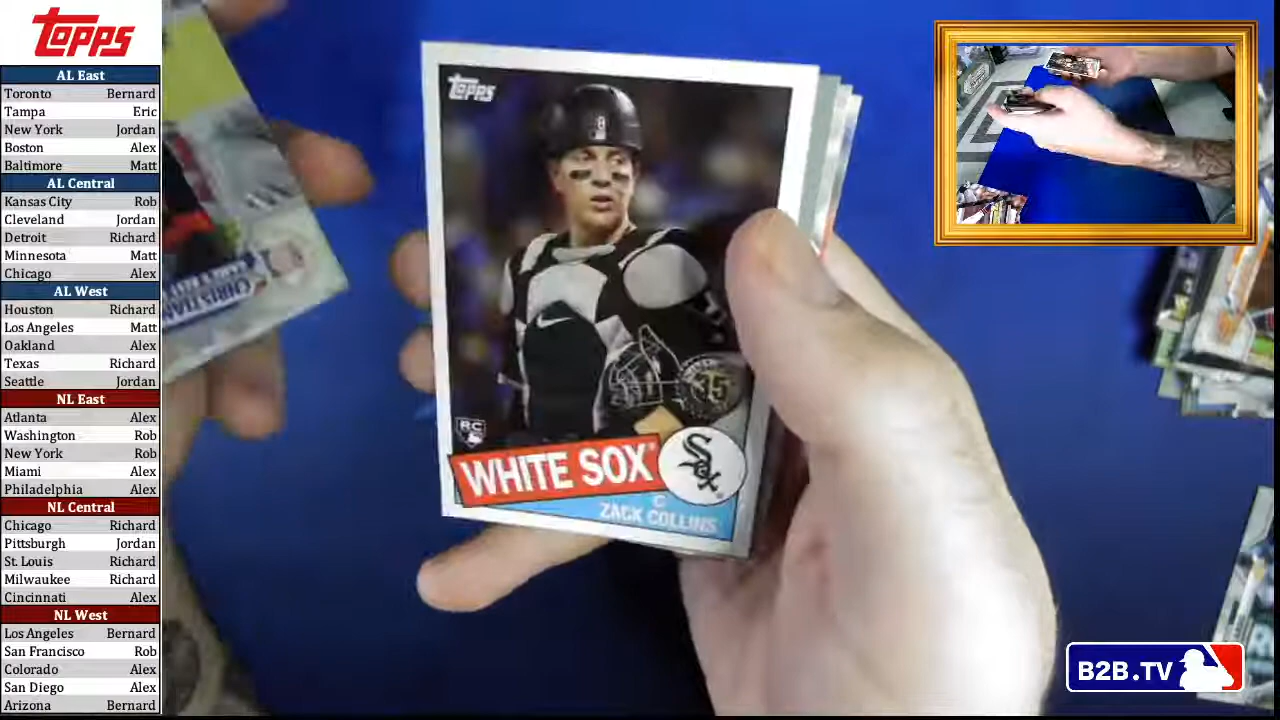 Topps
AL East
Toronto Bernard
Tampa Eric
New York Jordan
Boston Alex
Baltimore Matt
AL Central
Kansas City Rob
Cleveland Jordan
Detroit Richard
Minnesota Matt
Chicago Alex
AL West
Houston Richard
Los Angeles Matt
Oakland Alex
Texas Richard
Seattle Jordan
NL East
Atlanta Alex
Washington Rob
New York Rob
Miami Alex
Philadelphia Alex
NL Central
Chicago Richard
Pittsburgh Jordan
St. Louis Richard
Milwaukee Richard
Cincinnati Alex
NL West
Los Angeles Bernard
San Francisco Rob
Colorado Alex
San Diego Alex
Arizona Bernard
CHRISTIAN
Topps
35
RC
WHITE SOX
Sox
C
ZACK COLLINS
B2B.TV